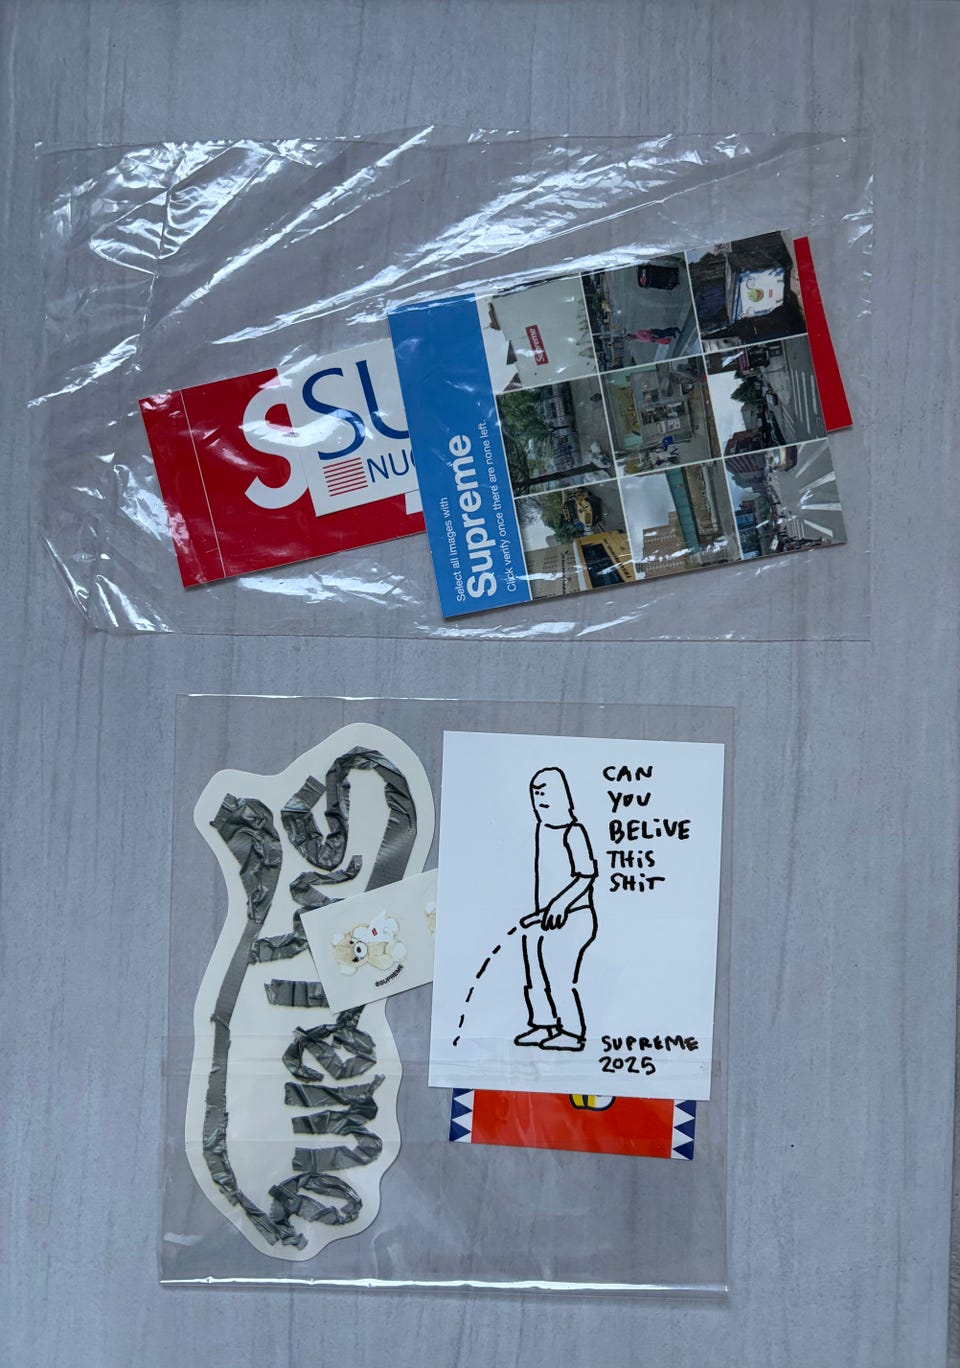 S
SU
NUC
Select all images with
Supreme
Click verify once there are none left.
Supreme
Supreme
©SUPREME
CAN
YOU
BELiVE
THiS
SHiT
SUPREME
2025